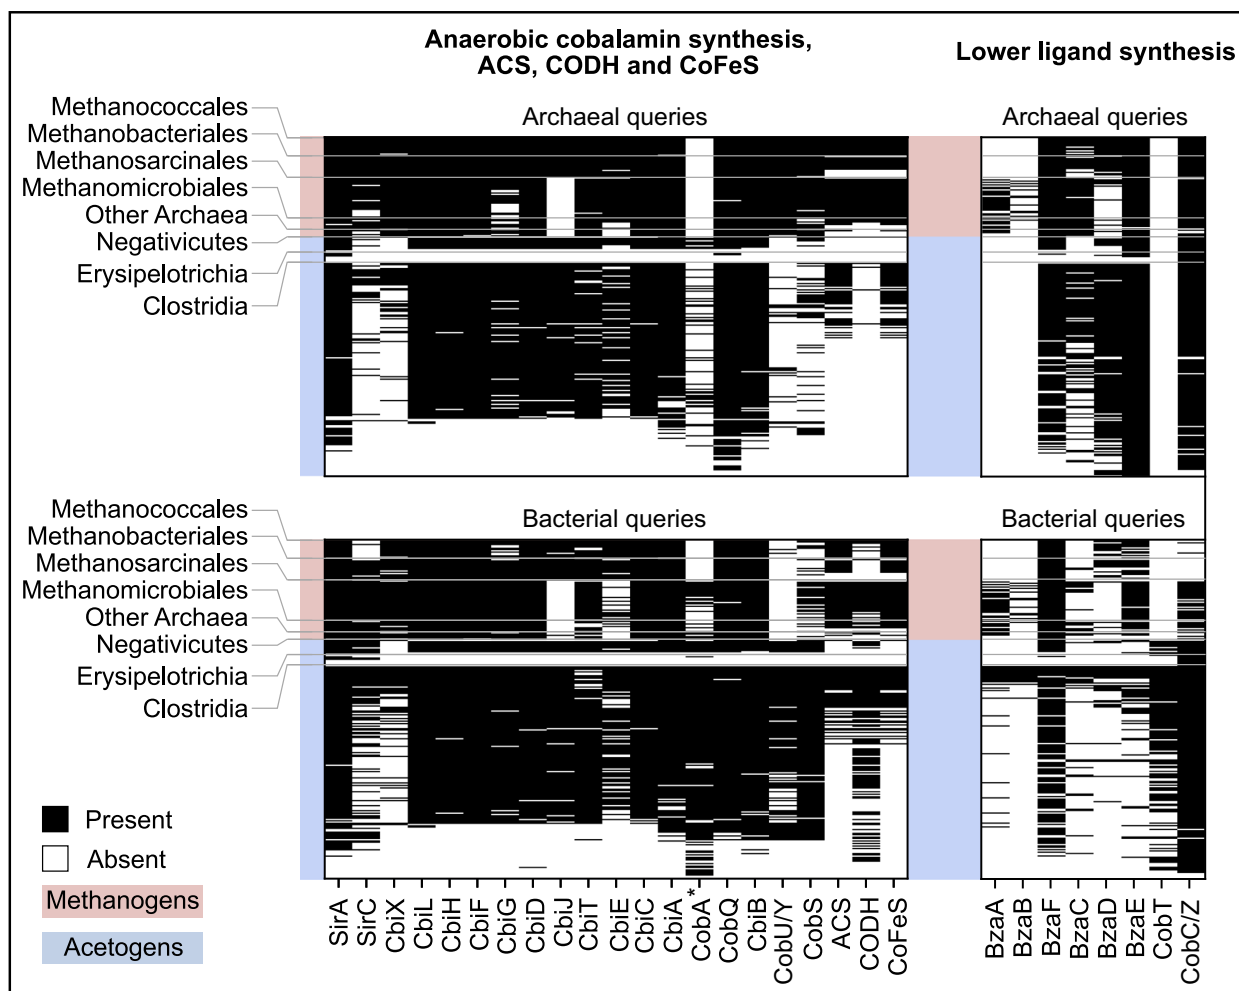 Anaerobic cobalamin synthesis,
ACS, CODH and CoFeS
Lower ligand synthesis
Archaeal queries
Archaeal queries
Methanococcales
Methanobacteriales
Methanosarcinales
Methanomicrobiales
Other Archaea
Negativicutes
Erysipelotrichia
Clostridia
Bacterial queries
Bacterial queries
Methanococcales
Methanobacteriales
Methanosarcinales
Methanomicrobiales
Other Archaea
Negativicutes
Erysipelotrichia
Clostridia
Present
Absent
Methanogens
Acetogens
SirA
SirC
CbiX
CbiL
CbiH
CbiF
CbiG
CbiD
CbiJ
CbiT
CbiE
CbiC
CbiA
CobA*
CobQ
CbiB
CobU/Y
CobS
ACS
CODH
CoFeS
BzaA
BzaB
BzaF
BzaC
BzaD
BzaE
CobT
CobC/Z